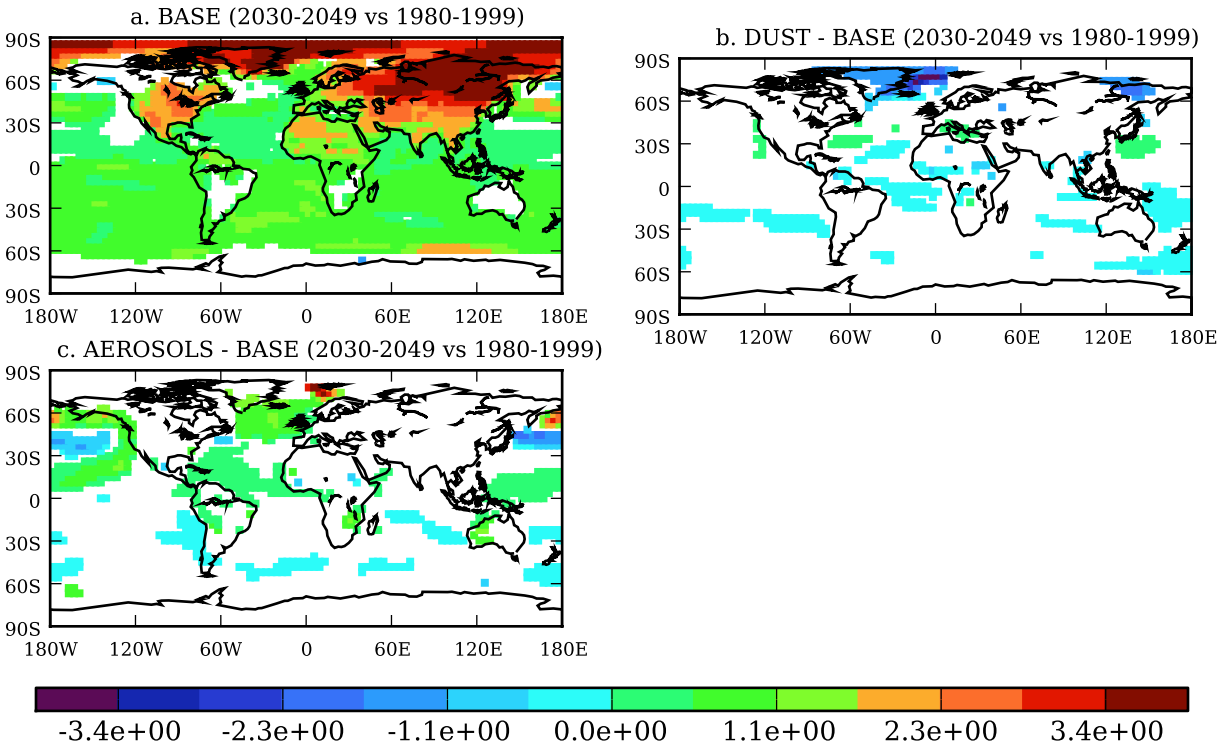 a. BASE (2030-2049 vs 1980-1999)
90S
60S
30S
0
30S
60S
90S
180W 120W 60W 0 60E 120E 180E
b. DUST - BASE (2030-2049 vs 1980-1999)
90S
60S
30S
0
30S
60S
90S
180W 120W 60W 0 60E 120E 180E
c. AEROSOLS - BASE (2030-2049 vs 1980-1999)
90S
60S
30S
0
30S
60S
90S
180W 120W 60W 0 60E 120E 180E
-3.4e+00 -2.3e+00 -1.1e+00 0.0e+00 1.1e+00 2.3e+00 3.4e+00